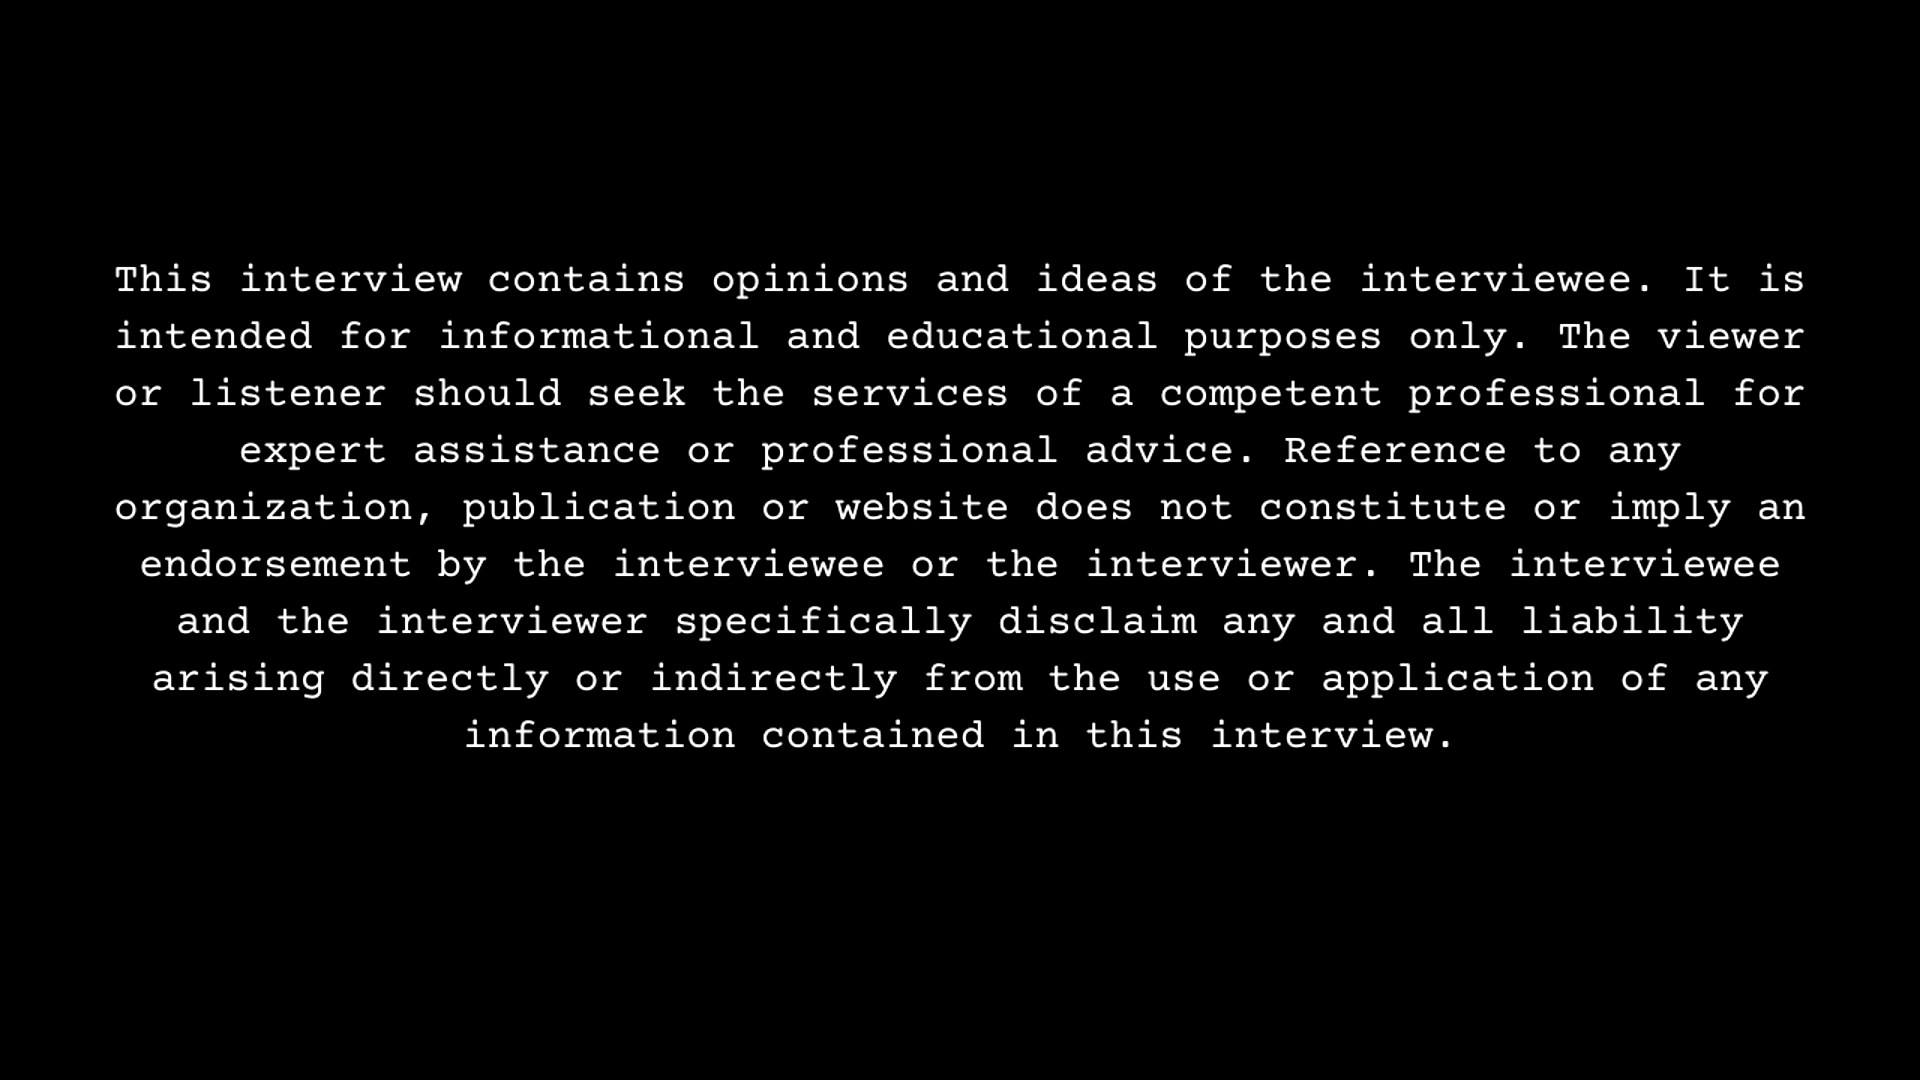 This interview contains opinions and ideas of the interviewee. It is
intended for informational and educational purposes only. The viewer
or listener should seek the services of a competent professional for
expert assistance or professional advice. Reference to any
organization, publication or website does not constitute or imply an
endorsement by the interviewee or the interviewer. The interviewee
and the interviewer specifically disclaim any and all liability
arising directly or indirectly from the use or application of any
information contained in this interview.